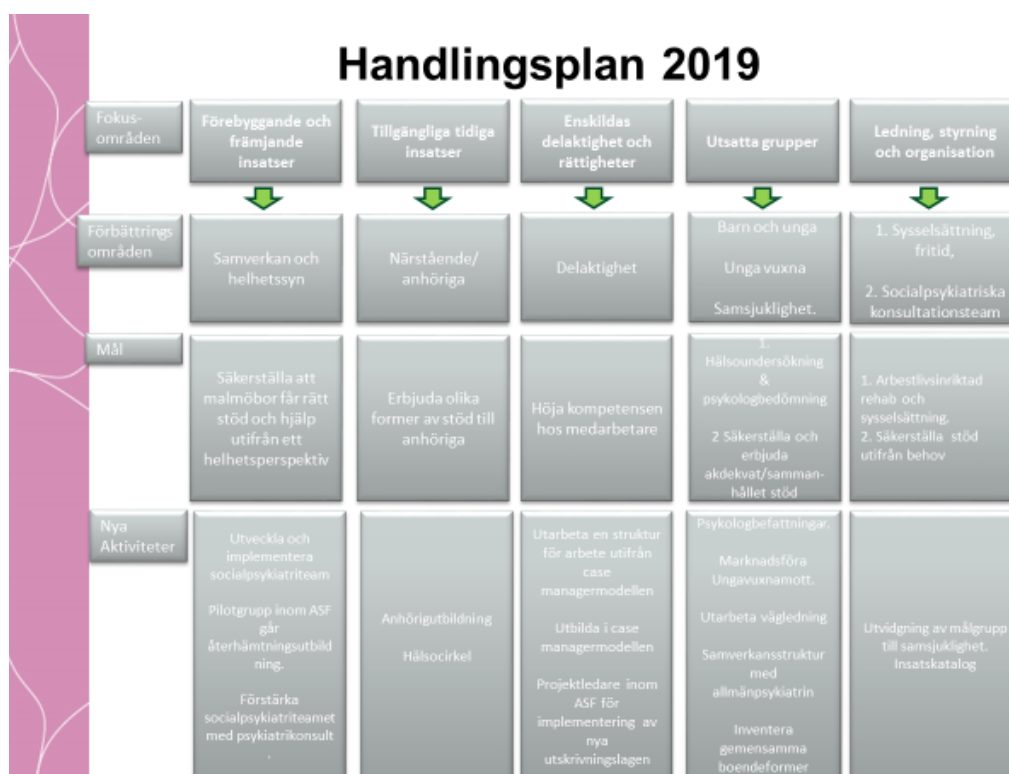 Handlingsplan 2019
Fokus-
områden
Förebyggande och
främjande
insatser
Tillgängliga tidiga
insatser
Enskildas
delaktighet och
rättigheter
Utsatta grupper
Ledning, styrning
och organisation
Förbättrings
områden
Samverkan och
helhetssyn
Närstående/
anhöriga
Delaktighet
Barn och unga
Unga vuxna
Samsjuklighet.
1. Sysselsättning,
fritid,
2. Socialpsykiatriska
konsultationsteam
Mål
Säkerställa att
malmöbor får rätt
stöd och hjälp
utifrån ett
helhetsperspektiv
Erbjuda olika
former av stöd till
anhöriga
Höja kompetensen
hos medarbetare
1.
Hälsoundersökning
&
psykologbedömning
2 Säkerställa och
erbjuda
akdekvat/samman-
hållet stöd
1. Arbestlivsinriktad
rehab och
sysselsättning,
2. Säkerställa stöd
utifrån behov
Nya
Aktiviteter
Utveckla och
implementera
socialpsykiatriteam
Pilotgrupp inom ASF
går
återhämtningsutbild
ning.
Förstärka
socialpsykiatriteamet
med psykiatrikonsult
.
Anhörigutbildning
Hälsocirkel
Utarbeta en struktur
för arbete utifrån
case
managermodellen
Utbilda i case
managermodellen
Projektledare inom
ASF för
implementering av
nya
utskrivningslagen
Psykologbefattningar.
Marknadsföra
Ungavuxnamott.
Utarbeta vägledning
Samverkansstruktur
med
allmänpsykiatrin
Inventera
gemensamma
boendeformer
Utvidgning av målgrupp
till samsjuklighet.
Insatskatalog